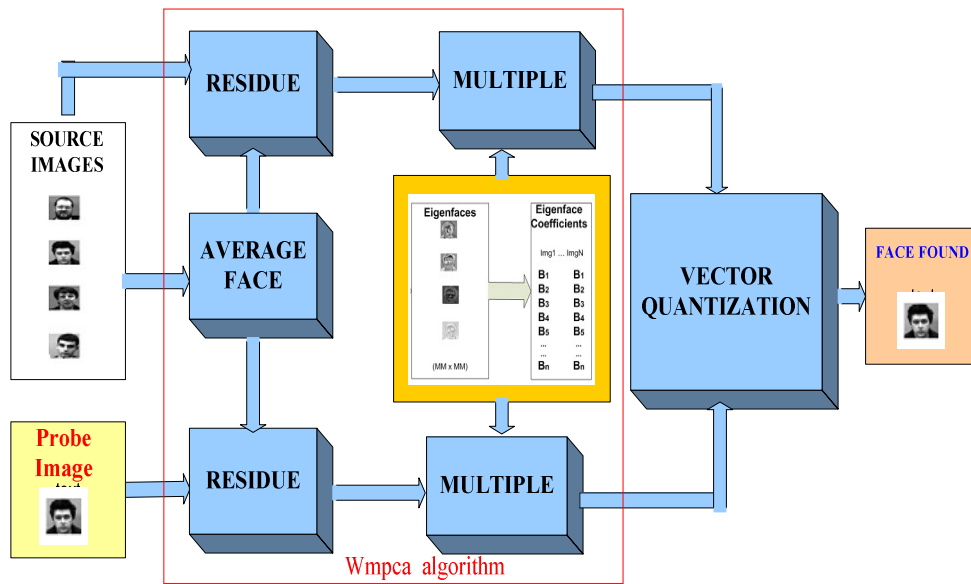 SOURCE
IMAGES
RESIDUE
MULTIPLE
AVERAGE
FACE
Eigenfaces
(MM x MM)
Eigenface
Coefficients
Img1 ... ImgN
B1 B1
B2 B2
B3 B3
B4 B4
B5 B5
... ...
... ...
Bn Bn
VECTOR
QUANTIZATION
FACE FOUND
Probe
Image
RESIDUE
MULTIPLE
Wmpca algorithm